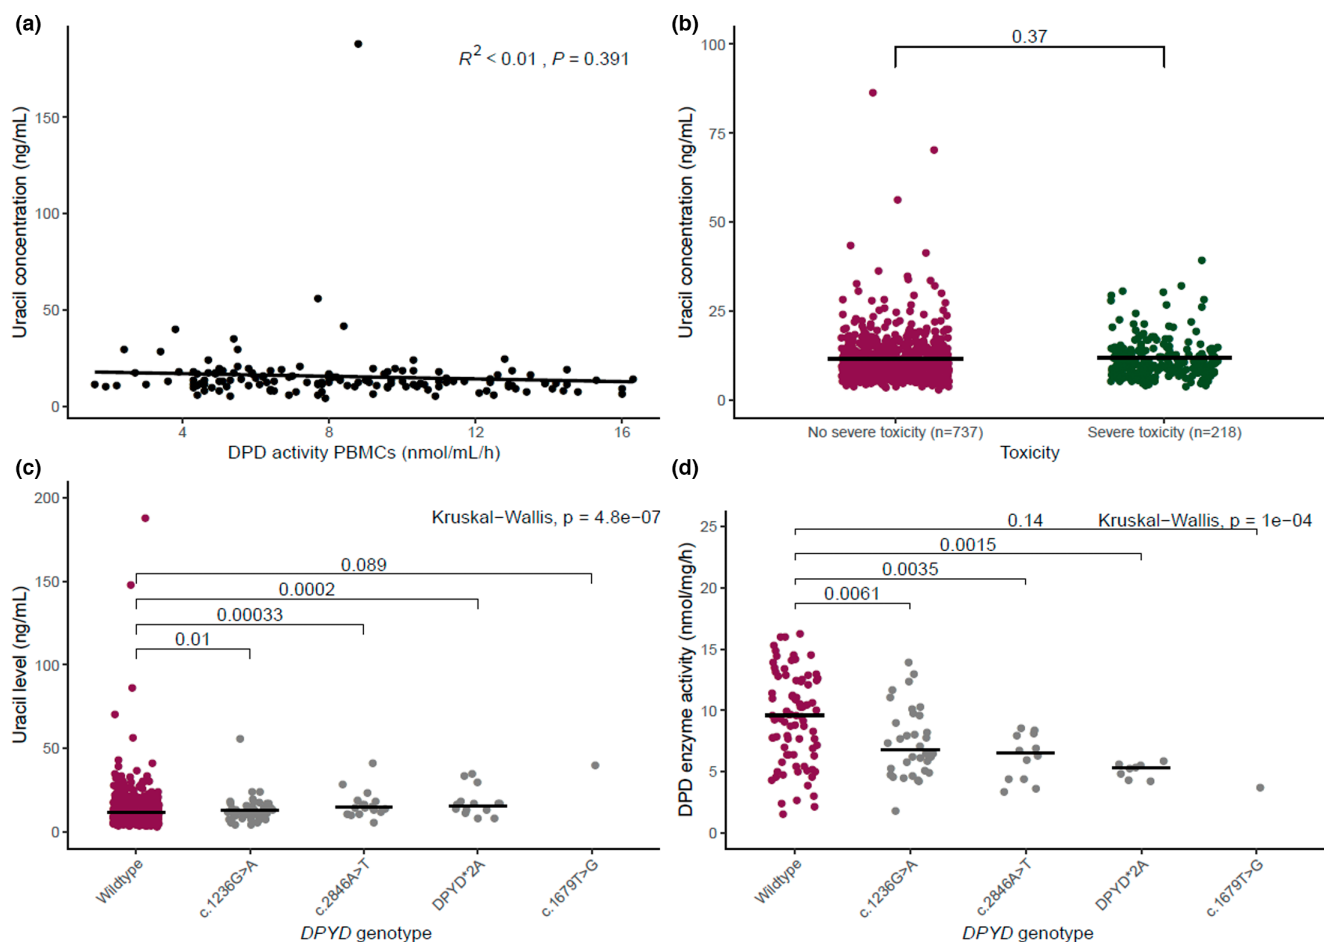 (a)
R² < 0.01 , P = 0.391
Uracil concentration (ng/mL)
150
100
50
0
4
8
12
16
DPD activity PBMCs (nmol/mL/h)
(b)
0.37
Uracil concentration (ng/mL)
100
75
50
25
0
No severe toxicity (n=737)
Severe toxicity (n=218)
Toxicity
(c)
Kruskal−Wallis, p = 4.8e−07
0.089
0.0002
0.00033
0.01
Uracil level (ng/mL)
200
150
100
50
0
Wildtype
c.1236G>A
c.2846A>T
DPYD*2A
c.1679T>G
DPYD genotype
(d)
0.14
Kruskal−Wallis, p = 1e−04
0.0015
0.0035
0.0061
DPD enzyme activity (nmol/mg/h)
25
20
15
10
5
0
Wildtype
c.1236G>A
c.2846A>T
DPYD*2A
c.1679T>G
DPYD genotype